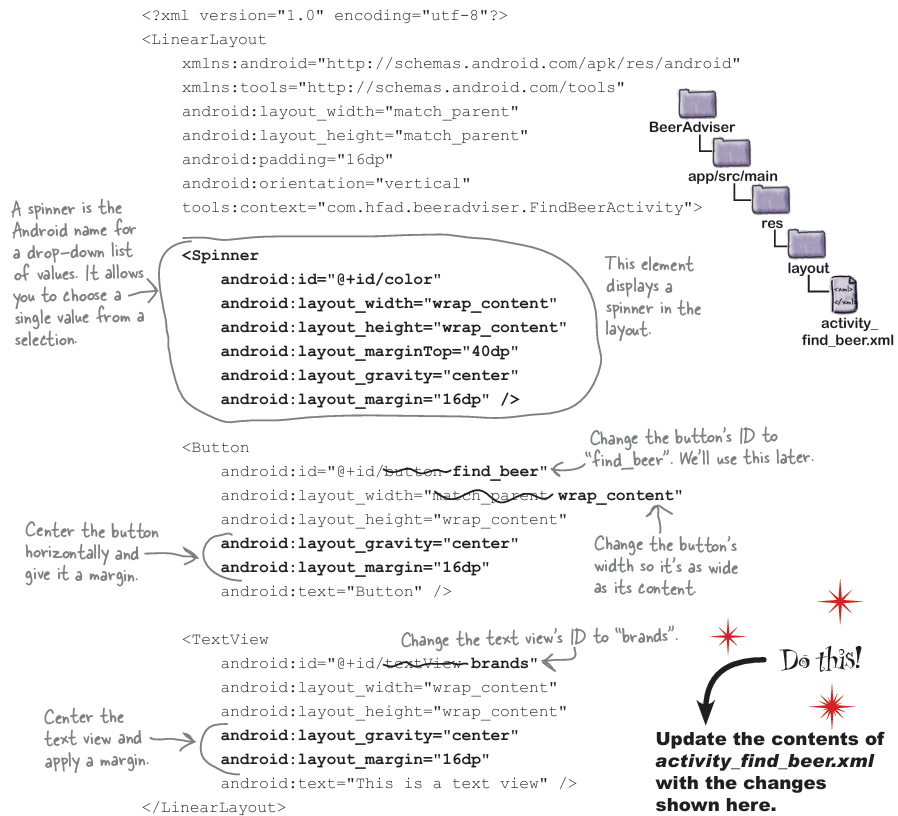 <?xml version="1.0" encoding="utf-8"?>
<LinearLayout
xmlns:android="http://schemas.android.com/apk/res/android"
xmlns:tools="http://schemas.android.com/tools"
android:layout_width="match_parent"
android:layout_height="match_parent"
android:padding="16dp"
android:orientation="vertical"
tools:context="com.hfad.beeradviser.FindBeerActivity">
BeerAdviser
app/src/main
res
layout
<xml>
</xml>
activity_
find_beer.xml
A spinner is the
Android name for
a drop-down list
of values. It allows
you to choose a
single value from a
selection.
<Spinner
android:id="@+id/color"
android:layout_width="wrap_content"
android:layout_height="wrap_content"
android:layout_marginTop="40dp"
android:layout_gravity="center"
android:layout_margin="16dp" />
This element
displays a
spinner in the
layout.
<Button
android:id="@+id/button find_beer"
android:layout_width="match_parent wrap_content"
android:layout_height="wrap_content"
android:layout_gravity="center"
android:layout_margin="16dp"
android:text="Button" />
Change the button's ID to
"find_beer". We'll use this later.
Center the button
horizontally and
give it a margin.
Change the button's
width so it's as wide
as its content.
<TextView
Change the text view's ID to "brands".
android:id="@+id/textView brands"
android:layout_width="wrap_content"
android:layout_height="wrap_content"
android:layout_gravity="center"
android:layout_margin="16dp"
android:text="This is a text view" />
</LinearLayout>
Center the
text view and
apply a margin.
Do this!
Update the contents of
activity_find_beer.xml
with the changes
shown here.